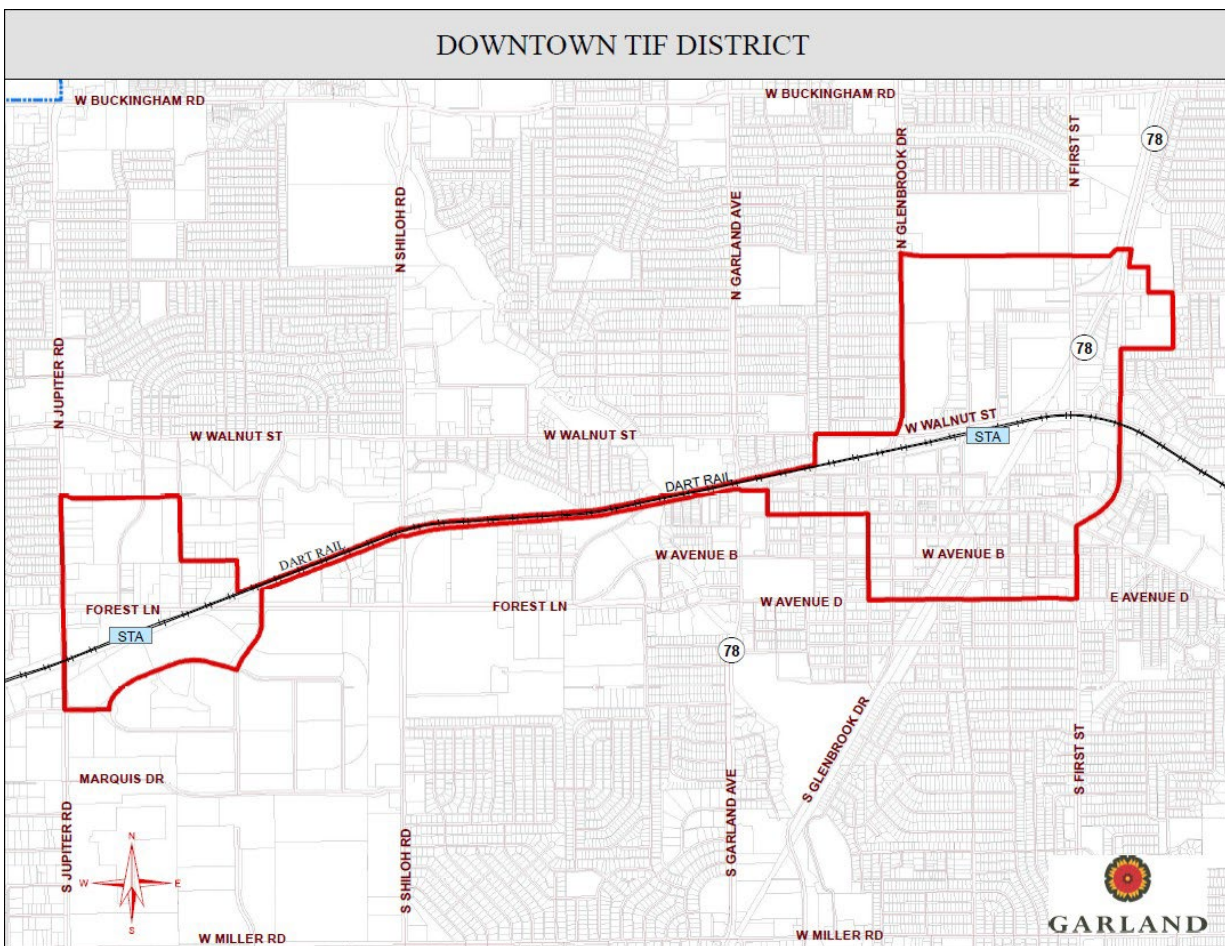 DOWNTOWN TIF DISTRICT
W BUCKINGHAM RD
W BUCKINGHAM RD
78
N FIRST ST
N GLENBROOK DR
N SHILOH RD
N GARLAND AVE
N JUPITER RD
78
W WALNUT ST
W WALNUT ST
W WALNUT ST
STA
DART RAIL
DART RAIL
W AVENUE B
W AVENUE B
FOREST LN
FOREST LN
W AVENUE D
E AVENUE D
STA
78
S GLENBROOK DR
S FIRST ST
MARQUIS DR
S JUPITER RD
S SHILOH RD
S GARLAND AVE
N
W
E
S
GARLAND
W MILLER RD
W MILLER RD